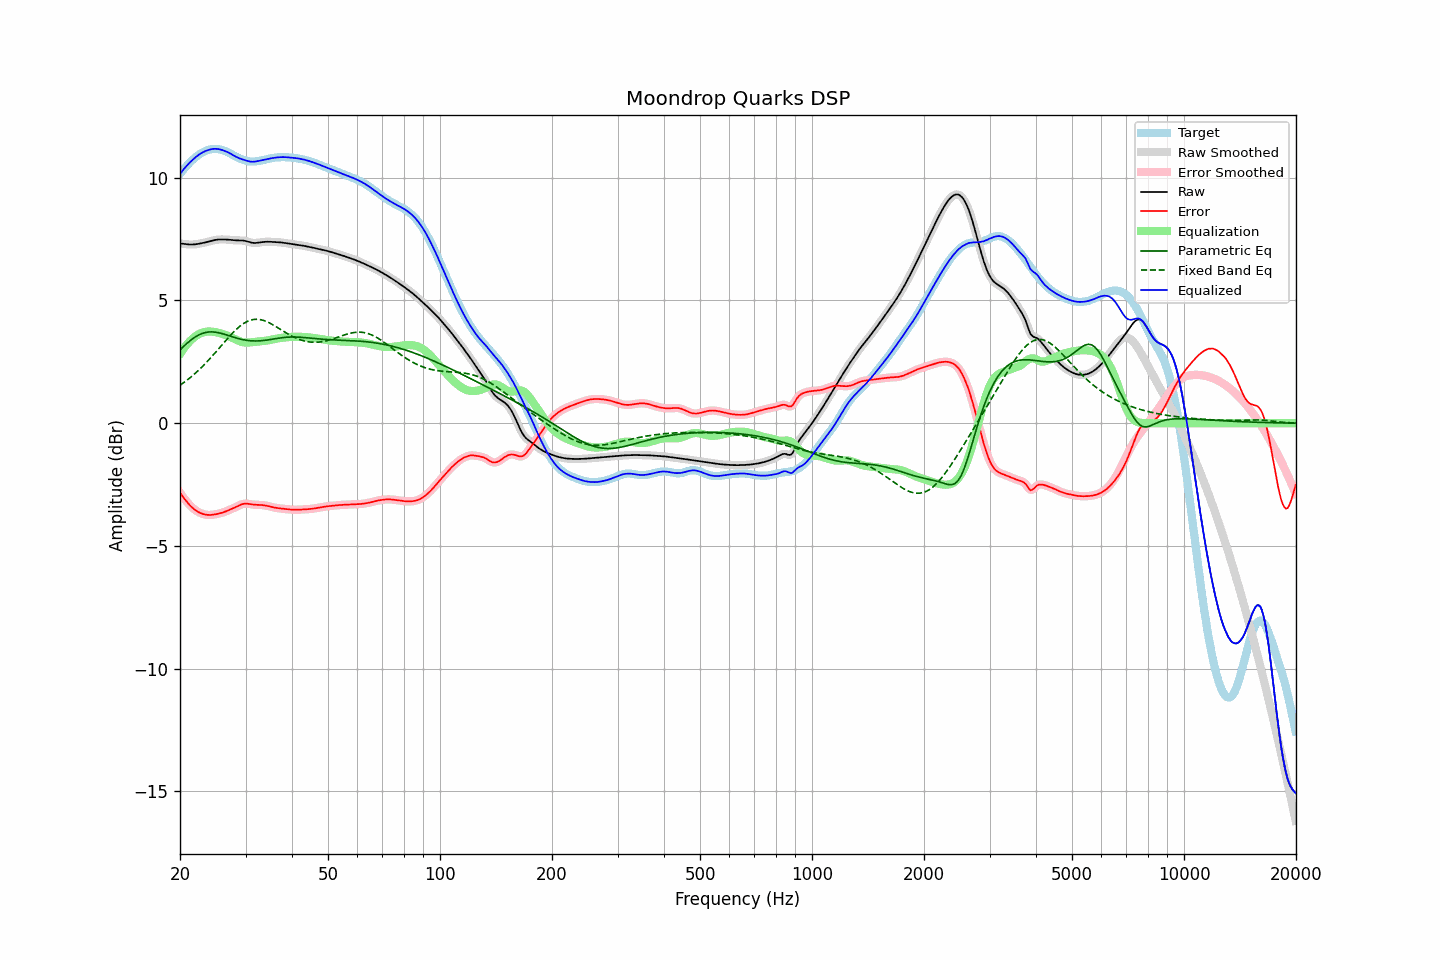 Moondrop Quarks DSP
Target
Raw Smoothed
Error Smoothed
Raw
Error
Equalization
Parametric Eq
Fixed Band Eq
Equalized
Amplitude (dBr)
10
5
0
−5
−10
−15
20
50
100
200
500
1000
2000
5000
10000
20000
Frequency (Hz)